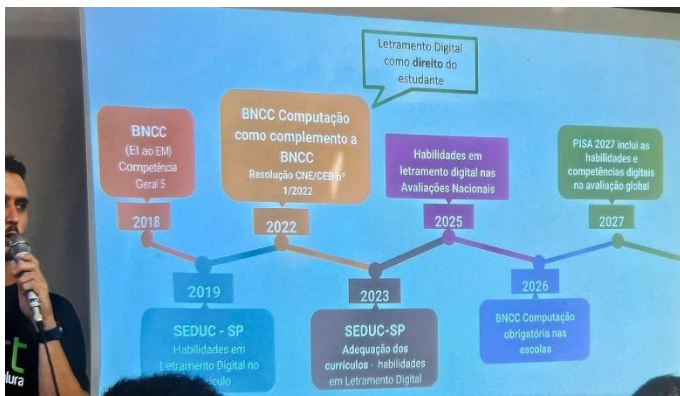 Letramento Digital
como direito do
estudante
BNCC
(EI ao EM)
Competência
Geral 5
2018
BNCC Computação
como complemento a
BNCC
Resolução CNE/CEB nº
1/2022
2022
Habilidades em
letramento digital nas
Avaliações Nacionais
2025
PISA 2027 inclui as
habilidades e
competências digitais
na avaliação global
2027
2019
SEDUC - SP
Habilidades em
Letramento Digital no
2023
SEDUC-SP
Adequação dos
currículos - habilidades
em Letramento Digital
2026
BNCC Computação
obrigatória nas
escolas